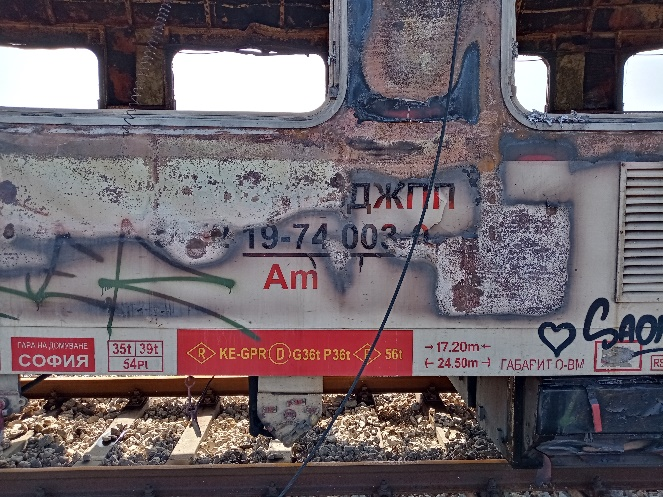 ДЖПП
19-74 003-
Am
ГАРА НА ДОМУВАНЕ
СОФИЯ
35t 39t
54Pt
R KE-GPR D G36t P36t E 56t
17.20m
24.50m
ГАБАРИТ О-ВМ